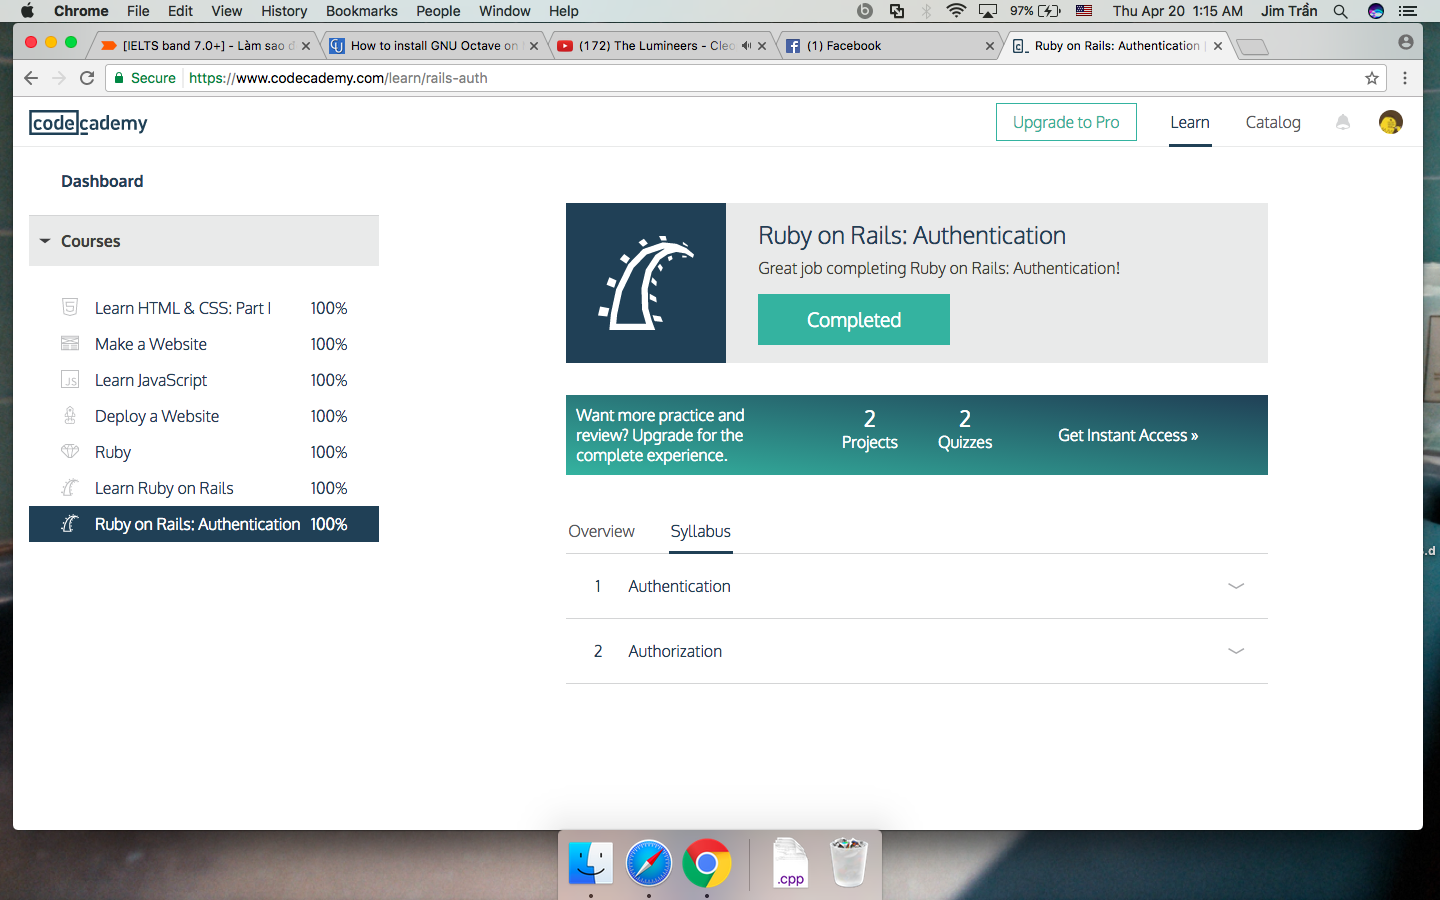 Chrome File Edit View History Bookmarks People Window Help 97% Thu Apr 20 1:15 AM Jim Trần
[IELTS band 7.0+] - Làm sao d How to install GNU Octave on (172) The Lumineers - Cleo (1) Facebook Ruby on Rails: Authentication
Secure https://www.codecademy.com/learn/rails-auth
codecademy Upgrade to Pro Learn Catalog
Dashboard
Courses
Learn HTML & CSS: Part I 100%
Make a Website 100%
Learn JavaScript 100%
Deploy a Website 100%
Ruby 100%
Learn Ruby on Rails 100%
Ruby on Rails: Authentication 100%
Ruby on Rails: Authentication
Great job completing Ruby on Rails: Authentication!
Completed
Want more practice and
review? Upgrade for the
complete experience.
2 Projects
2 Quizzes
Get Instant Access »
Overview Syllabus
1 Authentication
2 Authorization
.cpp